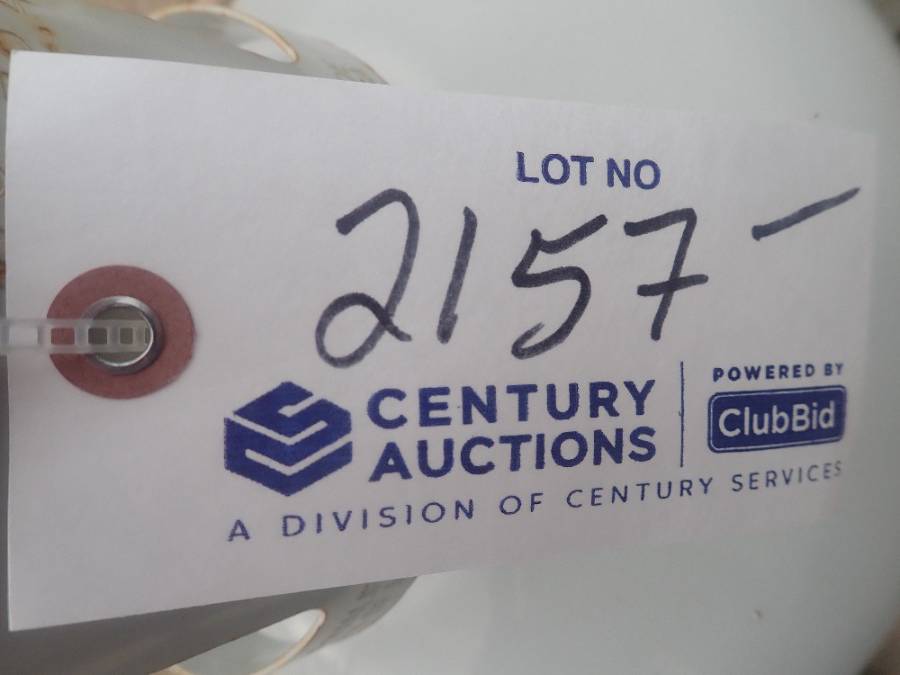 LOT NO
2157-
CENTURY
AUCTIONS
POWERED BY
ClubBid
A DIVISION OF CENTURY SERVICES